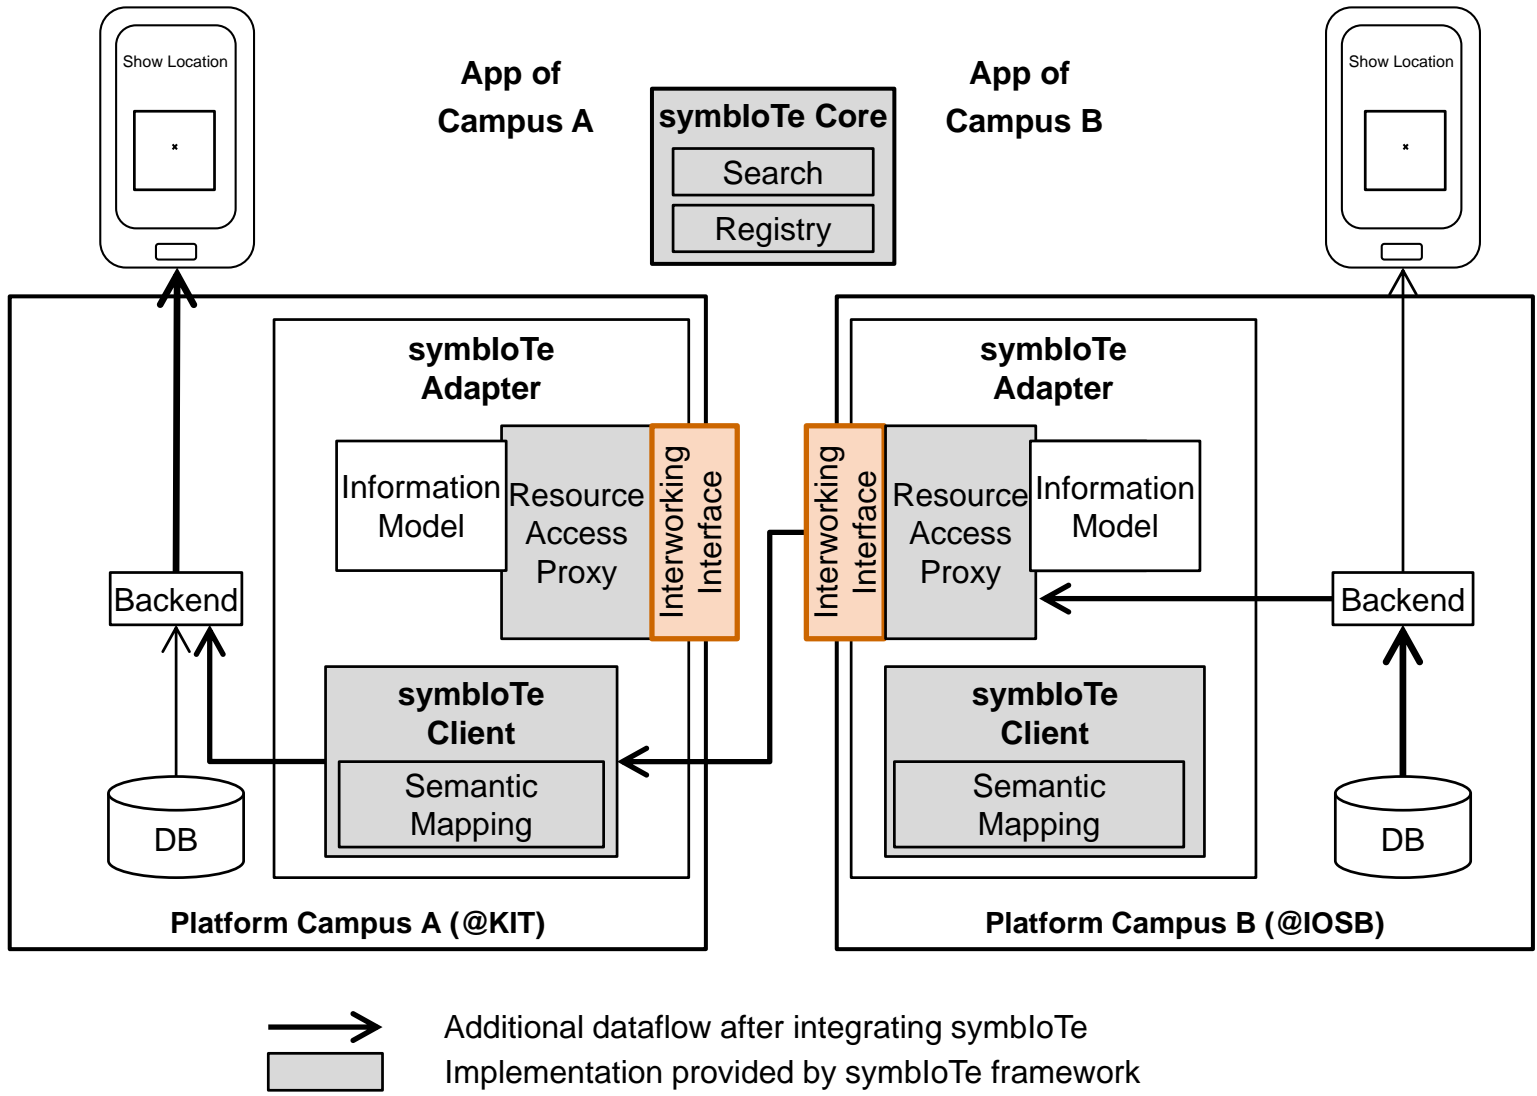 Show Location
App of
Campus A
symbIoTe Core
Search
Registry
App of
Campus B
Show Location
symbIoTe
Adapter
Information
Model
Resource
Access
Proxy
Interworking
Interface
Backend
symbIoTe
Client
Semantic
Mapping
DB
Platform Campus A (@KIT)
symbIoTe
Adapter
Interworking
Interface
Resource
Access
Proxy
Information
Model
Backend
symbIoTe
Client
Semantic
Mapping
DB
Platform Campus B (@IOSB)
Additional dataflow after integrating symbIoTe
Implementation provided by symbIoTe framework